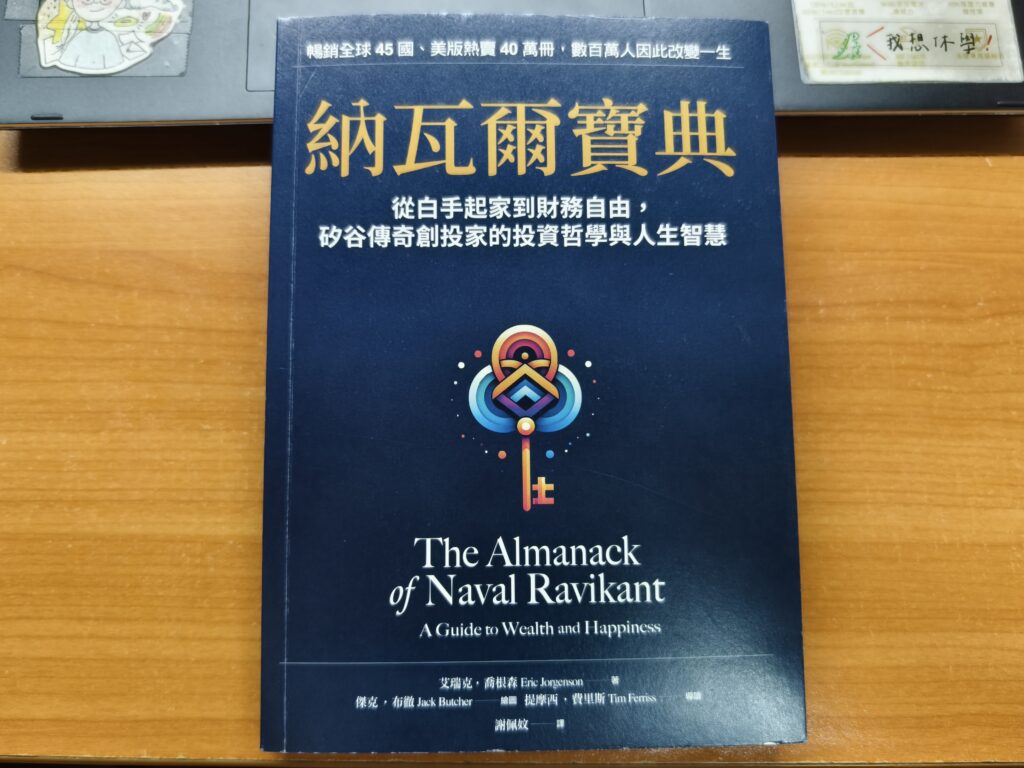 我想休學!
暢銷全球 45 國、美版熱賣 40 萬冊，數百萬人因此改變一生
納瓦爾寶典
從白手起家到財務自由，
矽谷傳奇創投家的投資哲學與人生智慧
The Almanack
of Naval Ravikant
A Guide to Wealth and Happiness
艾瑞克，喬根森 Eric Jorgenson 著
傑克，布徹 Jack Butcher 繪圖 提摩西，費里斯 Tim Ferriss 導讀
謝佩妏 譯